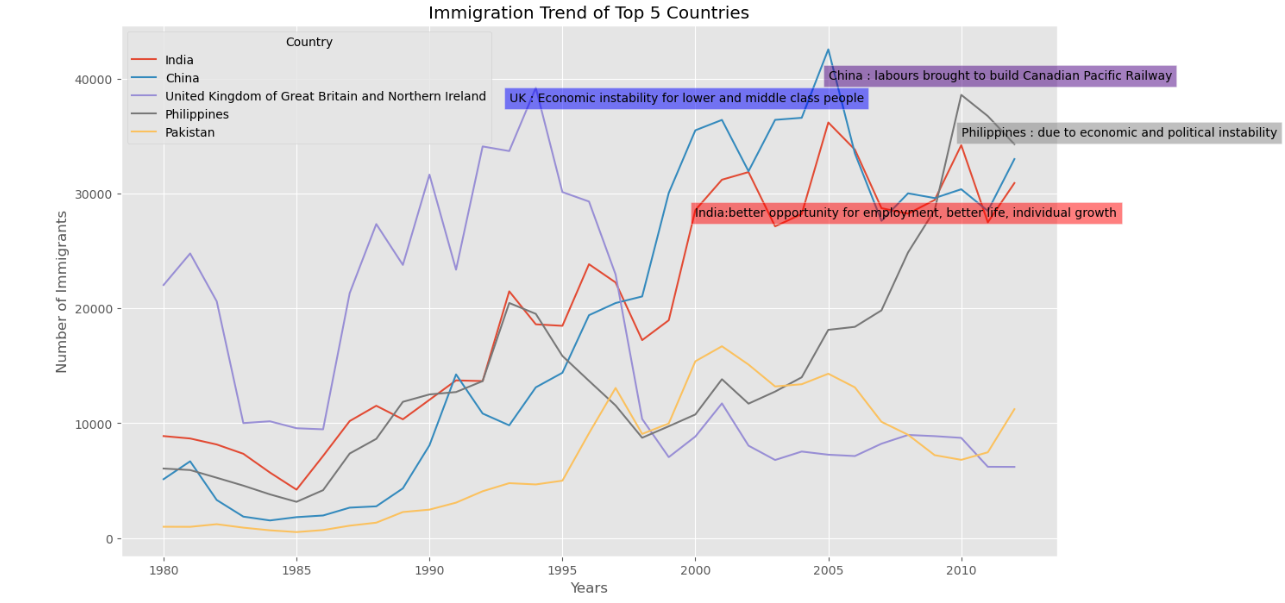 Immigration Trend of Top 5 Countries
Country
India
China
United Kingdom of Great Britain and Northern Ireland
Philippines
Pakistan
China : labours brought to build Canadian Pacific Railway
UK : Economic instability for lower and middle class people
Philippines : due to economic and political instability
India:better opportunity for employment, better life, individual growth
Number of Immigrants
40000
30000
20000
10000
0
1980 1985 1990 1995 2000 2005 2010
Years